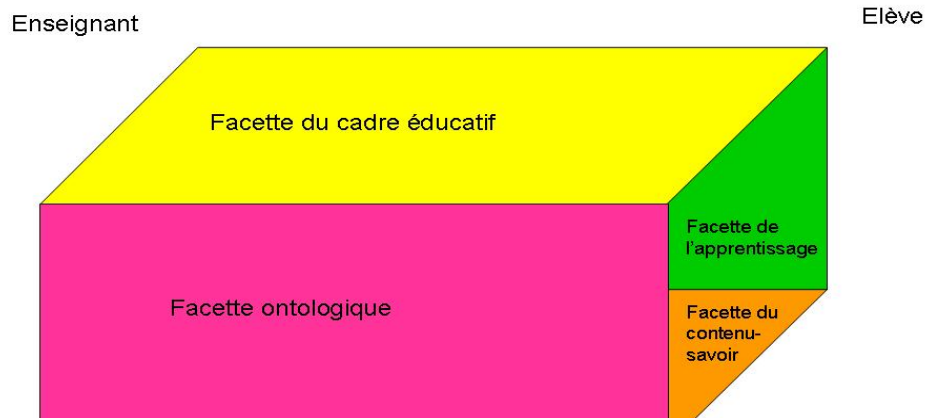 Enseignant
Elève
Facette du cadre éducatif
Facette de
l'apprentissage
Facette ontologique
Facette du
contenu-
savoir